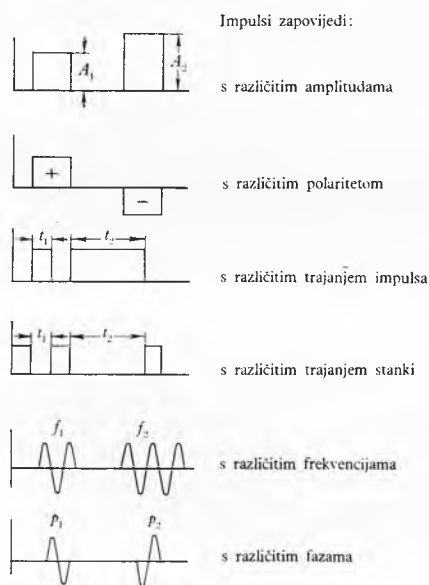 Impulsi zapovijedi:
A₁
A₂
s različitim amplitudama
+
−
s različitim polaritetom
t₁
t₂
s različitim trajanjem impulsa
t₁
t₂
s različitim trajanjem stanki
f₁
f₂
s različitim frekvencijama
p₁
p₂
s različitim fazama